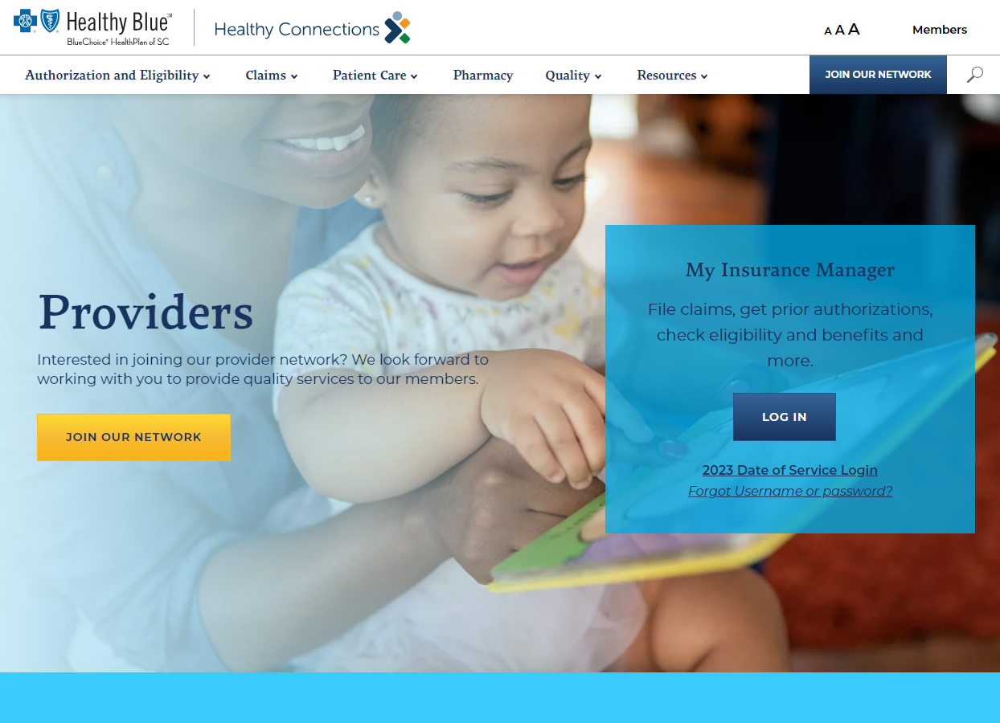 Healthy Blue℠
BlueChoice® HealthPlan of SC
Healthy Connections
A A A
Members
Authorization and Eligibility
Claims
Patient Care
Pharmacy
Quality
Resources
JOIN OUR NETWORK
Providers
Interested in joining our provider network? We look forward to
working with you to provide quality services to our members.
JOIN OUR NETWORK
My Insurance Manager
File claims, get prior authorizations,
check eligibility and benefits and
more.
LOG IN
2023 Date of Service Login
Forgot Username or password?